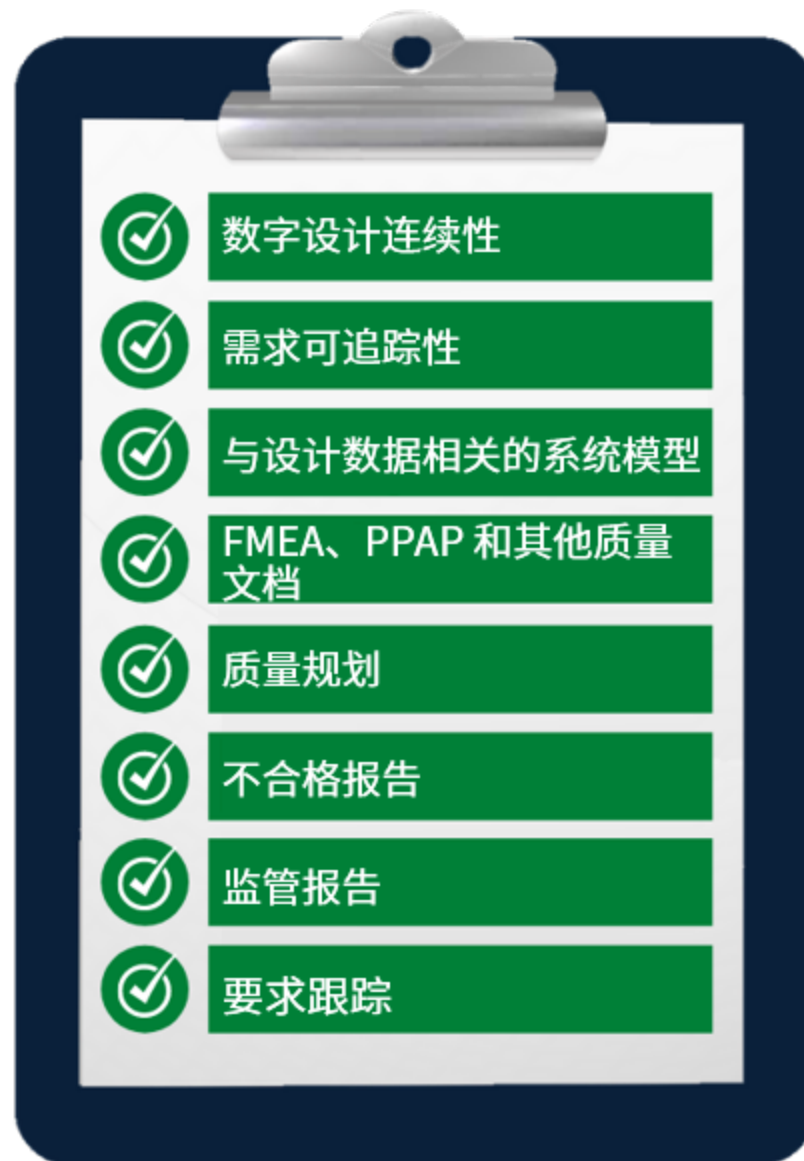 数字设计连续性
需求可追踪性
与设计数据相关的系统模型
FMEA、PPAP 和其他质量
文档
质量规划
不合格报告
监管报告
要求跟踪